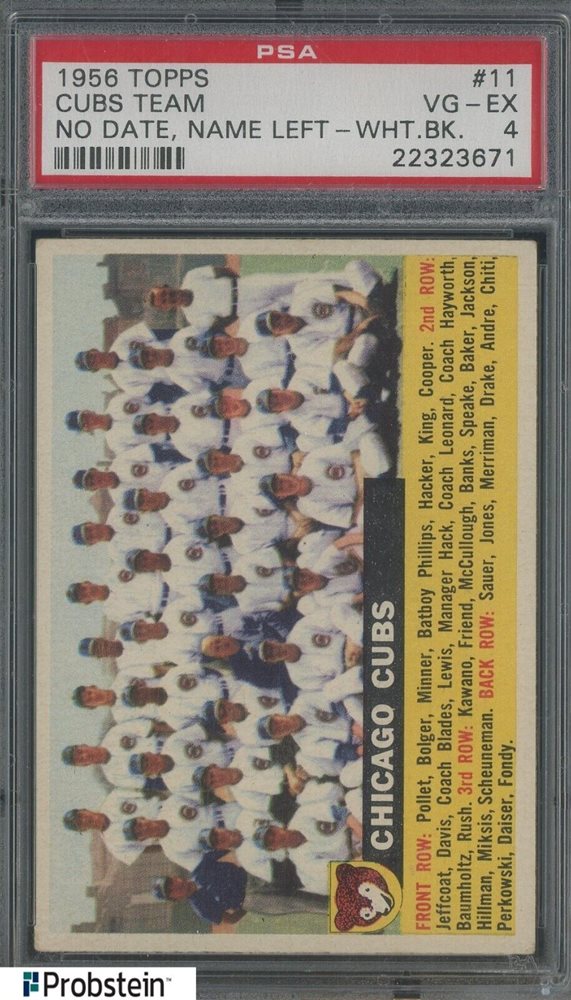 PSA
1956 TOPPS #11
CUBS TEAM VG-EX
NO DATE, NAME LEFT-WHT.BK. 4
22323671
CHICAGO CUBS
FRONT ROW: Pollet, Bolger, Minner, Batboy Phillips, Hacker, King, Cooper. 2nd ROW:
Jeffcoat, Davis, Coach Blades, Lewis, Manager Hack, Coach Leonard, Coach Hayworth,
Baumholtz, Rush. 3rd ROW: Kawano, Friend, McCullough, Banks, Speake, Baker, Jackson,
Hillman, Miksis, Scheuneman. BACK ROW: Sauer, Jones, Merriman, Drake, Andre, Chiti,
Perkowski, Daiser, Fondy.
Probstein™